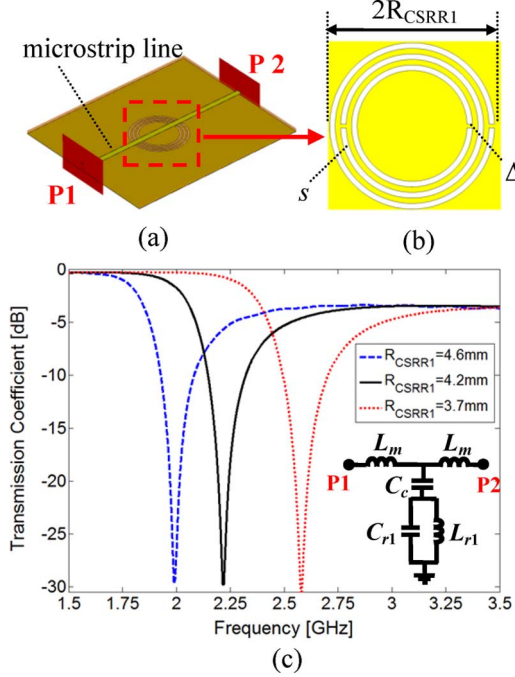 microstrip line
P 2
P1
(a)
2R_CSRR1
s
Δ
(b)
Transmission Coefficient [dB]
0
-5
-10
-15
-20
-25
-30
R_CSRR1=4.6mm
R_CSRR1=4.2mm
R_CSRR1=3.7mm
L_m L_m
P1 P2
C_c
C_r1 L_r1
1.5 1.75 2 2.25 2.5 2.75 3 3.25 3.5
Frequency [GHz]
(c)